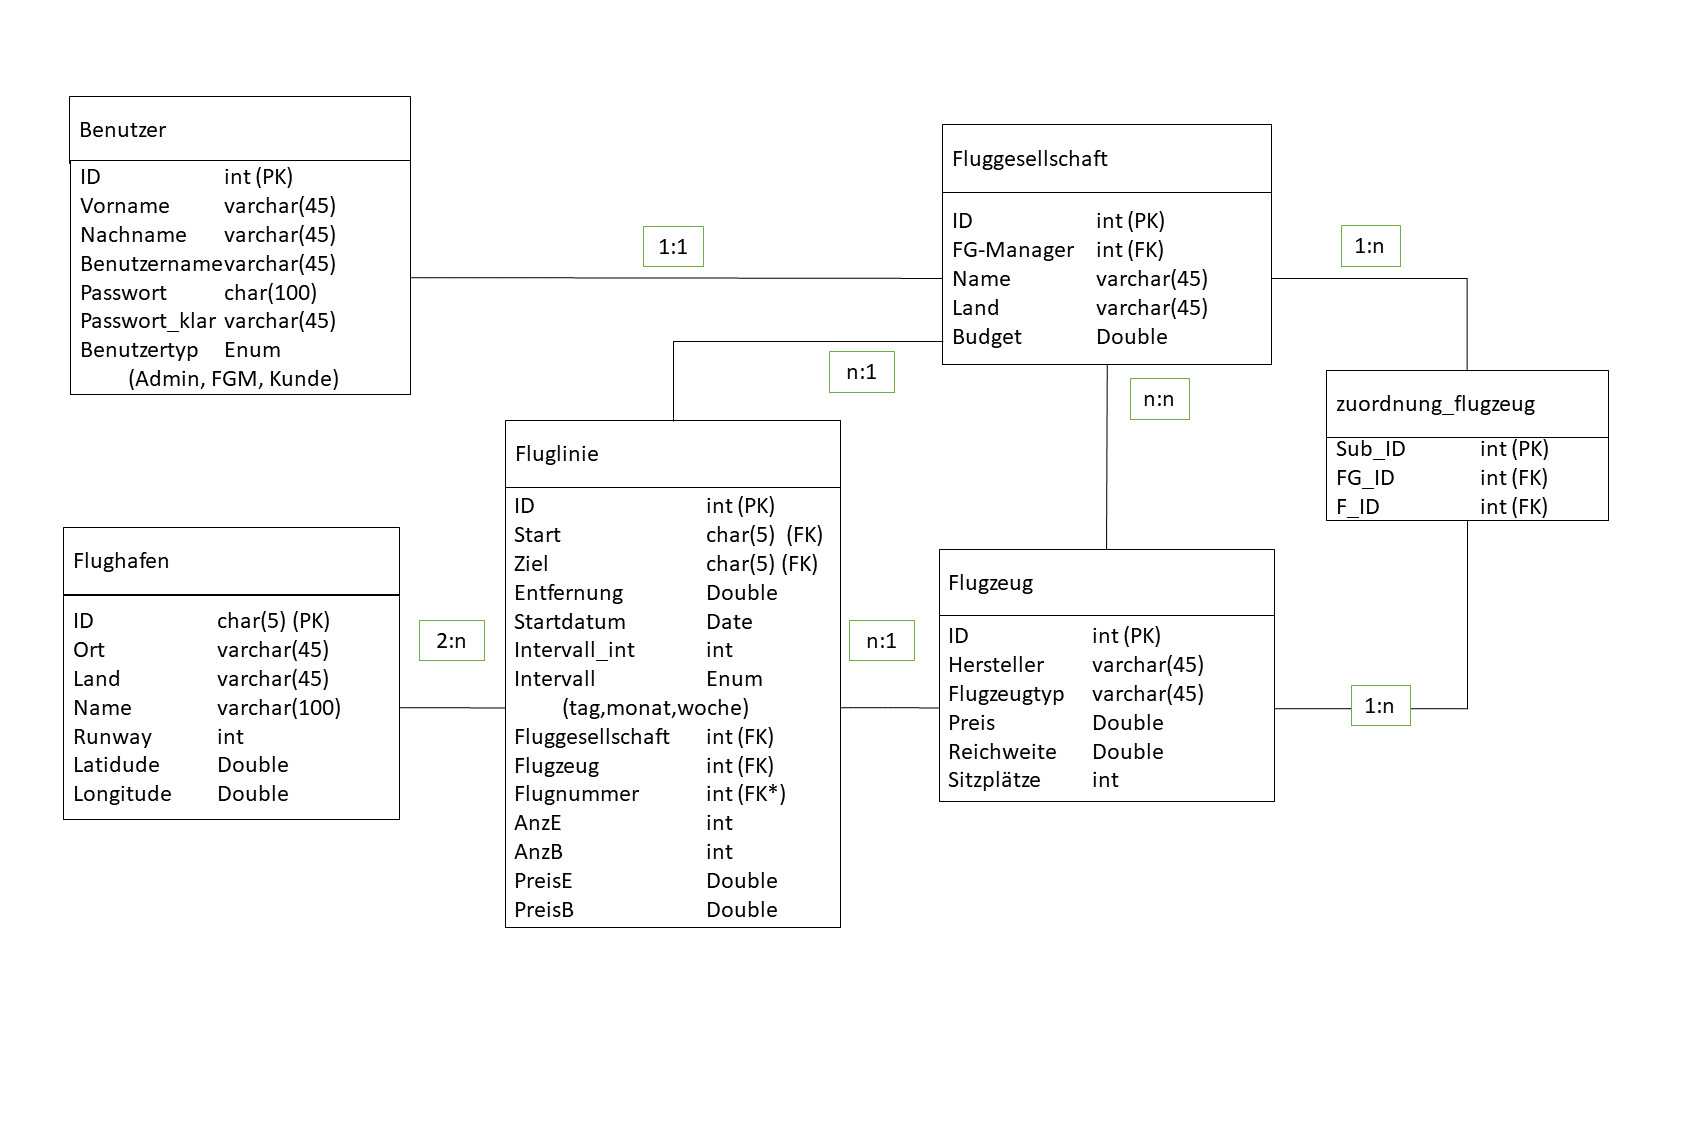 Benutzer
ID int (PK)
Vorname varchar(45)
Nachname varchar(45)
Benutzername varchar(45)
Passwort char(100)
Passwort_klar varchar(45)
Benutzertyp Enum
(Admin, FGM, Kunde)
1:1
Fluggesellschaft
ID int (PK)
FG-Manager int (FK)
Name varchar(45)
Land varchar(45)
Budget Double
1:n
n:1
n:n
zuordnung_flugzeug
Sub_ID int (PK)
FG_ID int (FK)
F_ID int (FK)
Fluglinie
ID int (PK)
Start char(5) (FK)
Ziel char(5) (FK)
Entfernung Double
Startdatum Date
Intervall_int int
Intervall Enum
(tag,monat,woche)
Fluggesellschaft int (FK)
Flugzeug int (FK)
Flugnummer int (FK*)
AnzE int
AnzB int
PreisE Double
PreisB Double
Flughafen
ID char(5) (PK)
Ort varchar(45)
Land varchar(45)
Name varchar(100)
Runway int
Latidude Double
Longitude Double
2:n
n:1
Flugzeug
ID int (PK)
Hersteller varchar(45)
Flugzeugtyp varchar(45)
Preis Double
Reichweite Double
Sitzplätze int
1:n